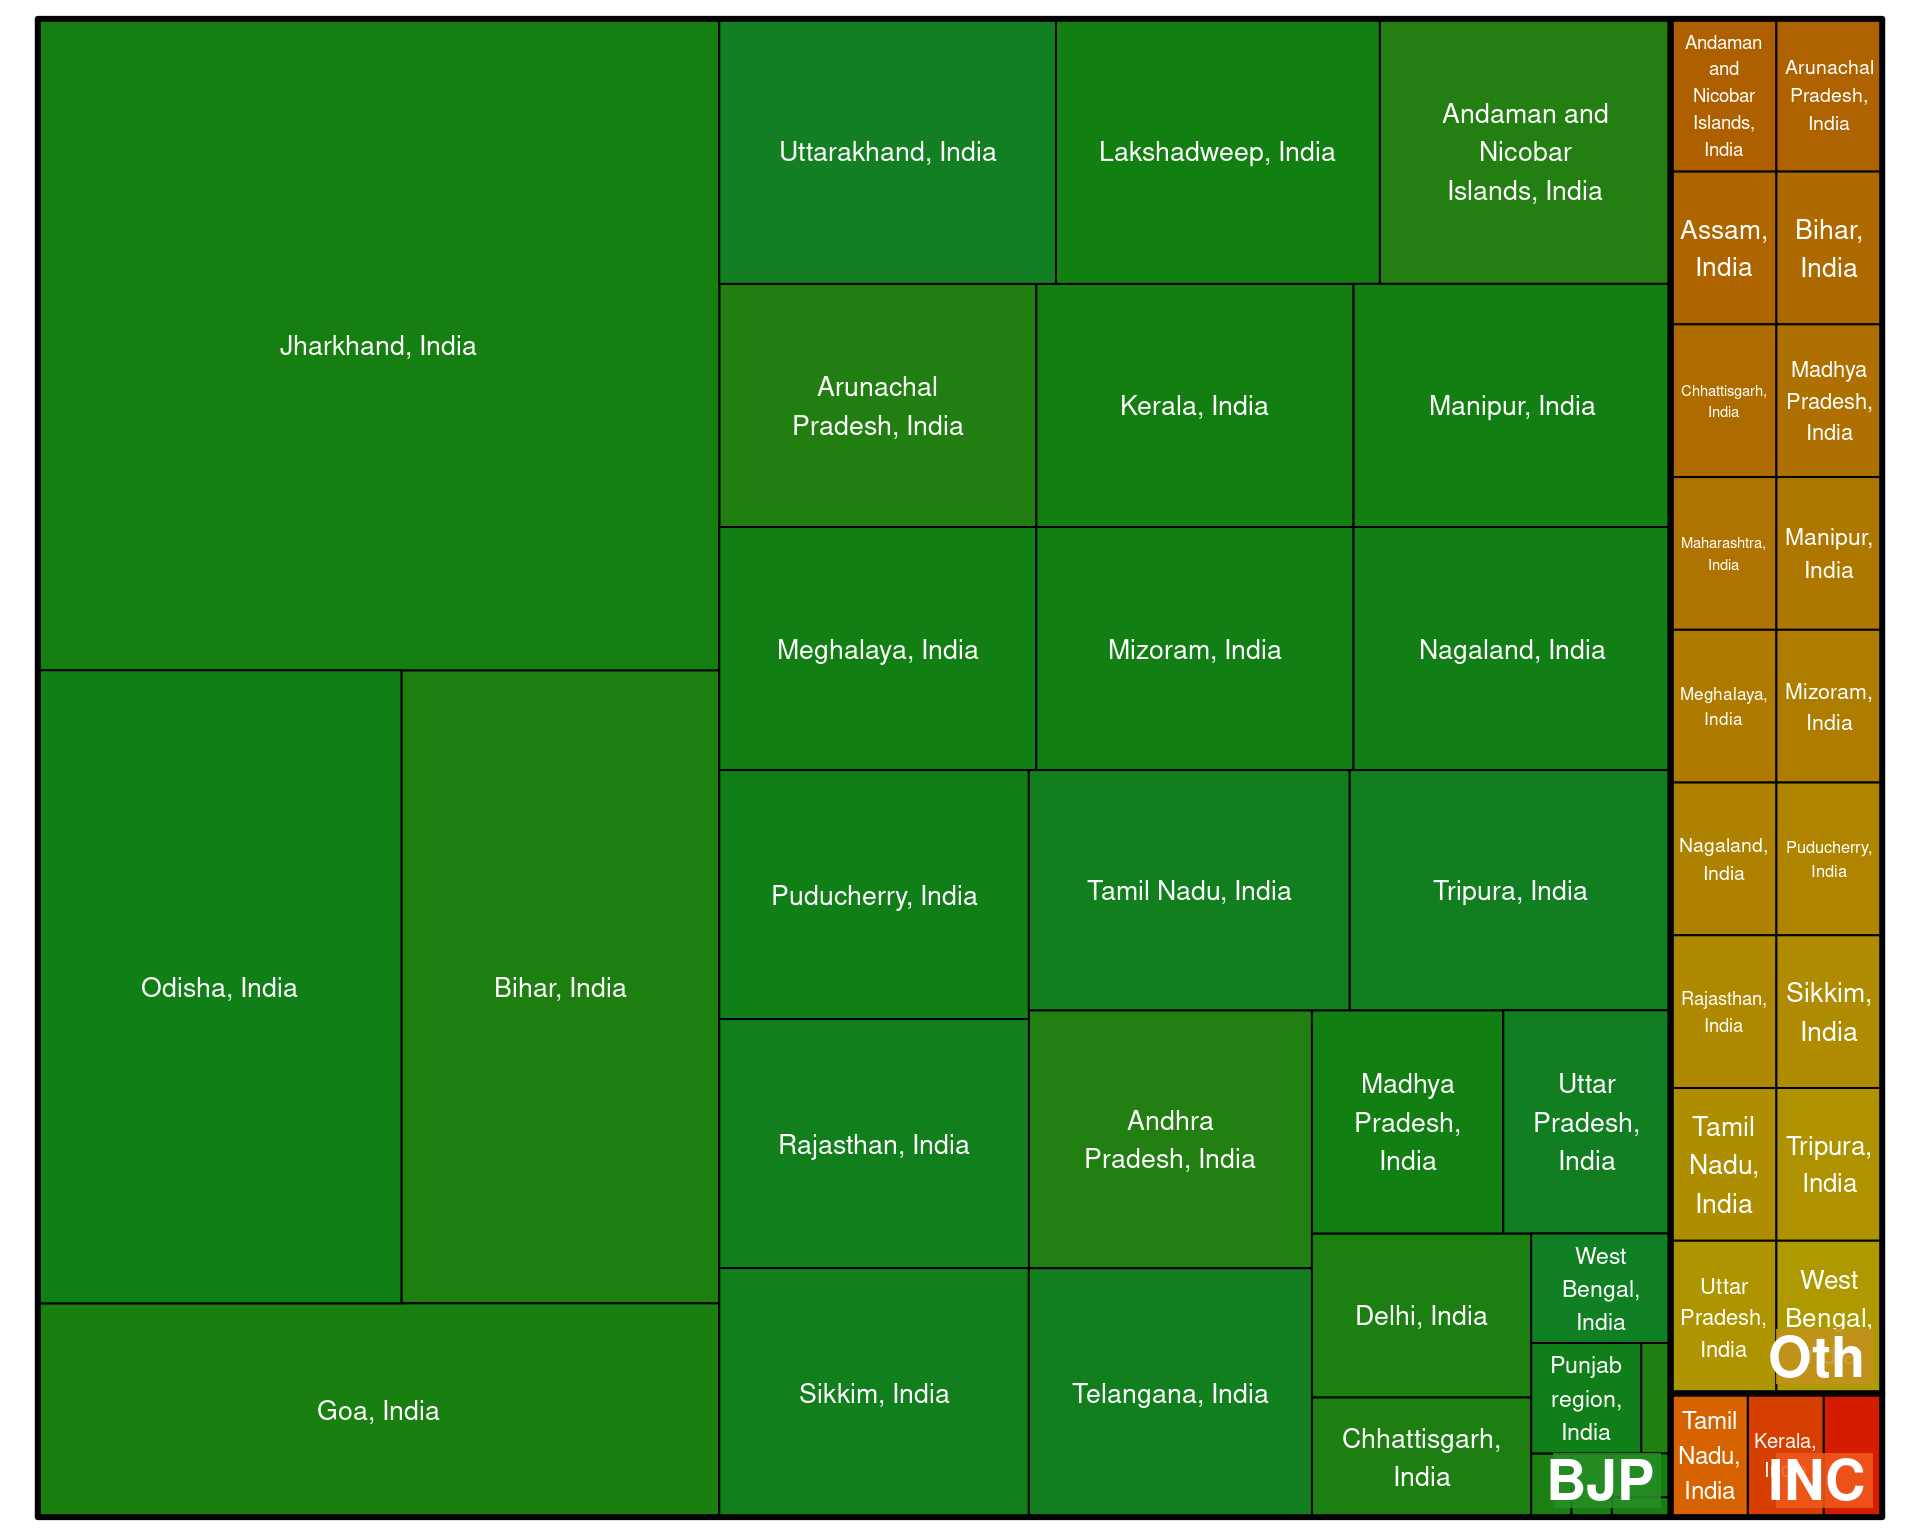 Jharkhand, India
Odisha, India
Bihar, India
Goa, India
Uttarakhand, India
Lakshadweep, India
Andaman and
Nicobar
Islands, India
Arunachal
Pradesh, India
Kerala, India
Manipur, India
Meghalaya, India
Mizoram, India
Nagaland, India
Puducherry, India
Tamil Nadu, India
Tripura, India
Rajasthan, India
Andhra
Pradesh, India
Madhya
Pradesh,
India
Uttar
Pradesh,
India
Sikkim, India
Telangana, India
Delhi, India
Chhattisgarh,
India
West
Bengal,
India
Punjab
region,
India
BJP
Andaman
and
Nicobar
Islands,
India
Arunachal
Pradesh,
India
Assam,
India
Bihar,
India
Chhattisgarh,
India
Madhya
Pradesh,
India
Maharashtra,
India
Manipur,
India
Meghalaya,
India
Mizoram,
India
Nagaland,
India
Puducherry,
India
Rajasthan,
India
Sikkim,
India
Tamil
Nadu,
India
Tripura,
India
Uttar
Pradesh,
India
West
Bengal,
Oth
Tamil
Nadu,
India
Kerala,
INC